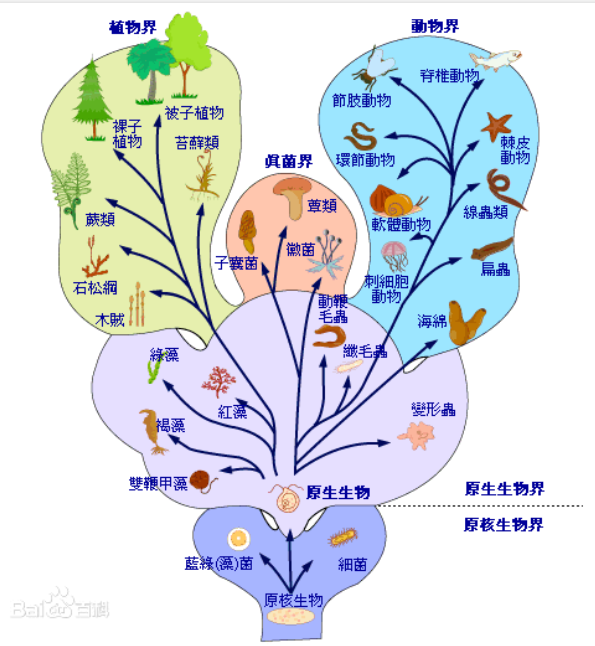 植物界
動物界
被子植物
裸子
植物
苔蘚類
蕨類
石松綱
木賊
眞菌界
蕈類
子囊菌
黴菌
節肢動物
脊椎動物
環節動物
棘皮
動物
軟體動物
線蟲類
刺細胞
動物
扁蟲
海綿
動鞭
毛蟲
纖毛蟲
變形蟲
綠藻
紅藻
褐藻
雙鞭甲藻
原生生物
原生生物界
原核生物界
藍綠(藻)菌
細菌
原核生物
Bai百科